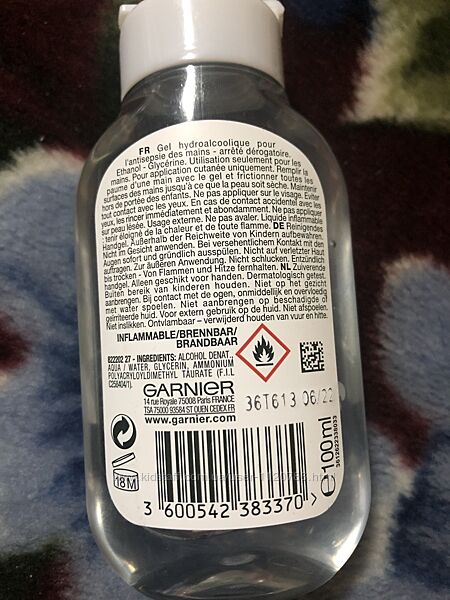 FR Gel hydroalcoolique pour
l'antisepsie des mains - arrêté dérogatoire.
Ethanol - Glycérine. Utilisation seulement pour les
mains. Pour application cutanée uniquement. Remplir la
paume d'une main avec le gel et frictionner toutes les
surfaces des mains jusqu'à ce que la peau soit sèche. Maintenir
hors de portée des enfants. Ne pas appliquer sur le visage. Eviter
tout contact avec les yeux. En cas de contact accidentel avec les
yeux, les rincer immédiatement et abondamment. Ne pas appliquer
sur peau lésée. Usage externe. Ne pas avaler. Liquide inflammable
: tenir éloigné de la chaleur et de toute flamme. DE Reinigendes
Handgel. Außerhalb der Reichweite von Kindern aufbewahren.
Nicht im Gesicht anwenden. Bei versehentlichem Kontakt mit den
Augen sofort und gründlich ausspülen. Nicht auf verletzter Haut
auftragen. Zur äußeren Anwendung. Nicht schlucken. Entzündlich
bis trocken - Von Flammen und Hitze fernhalten. NL Zuiverende
handgel. Alleen geschikt voor handen. Dermatologisch getest.
Buiten bereik van kinderen houden. Niet op het gezicht
aanbrengen. Bij contact met de ogen, onmiddellijk en overvloedig
met water spoelen. Niet aanbrengen op beschadigde of
geïrriteerde huid. Voor extern gebruik op de huid. Niet afspoelen.
Niet inslikken. Ontvlambaar – verwijderd houden van vuur en hitte.
INFLAMMABLE/BRENNBAR/
BRANDBAAR
822202 27 - INGREDIENTS: ALCOHOL DENAT.,
AQUA / WATER, GLYCERIN, AMMONIUM
POLYACRYLOYLDIMETHYL TAURATE (F.I.L
C258404/1).
GARNIER
14 rue Royale 75008 PARIS FRANCE
TSA 75000 93584 ST OUEN CEDEX.FR
www.garnier.com
36T613 06/22
18M
℮100ml
3612623338033
3 600542 383370 >